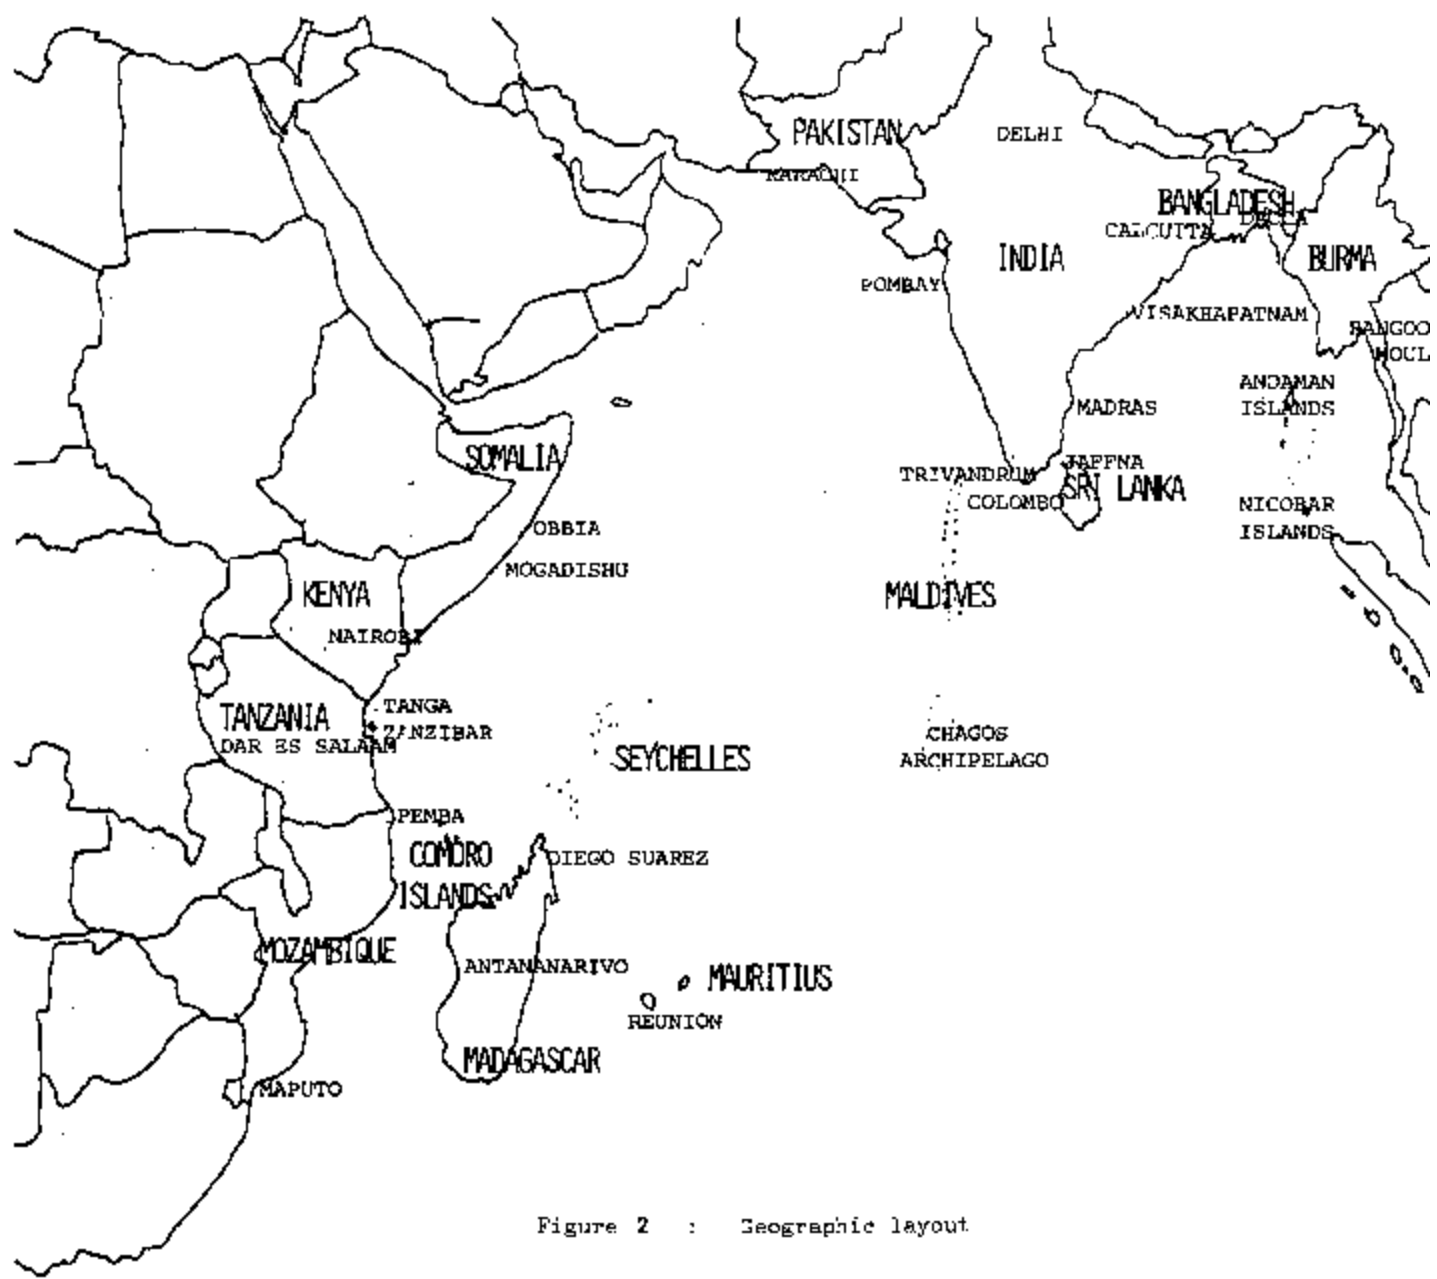 PAKISTAN
DELHI
KARACHI
BANGLADESH
CALCUTTA
INDIA
BURMA
BOMBAY
VISAKHAPATNAM
ANDAMAN
ISLANDS
MADRAS
SOMALIA
TRIVANDRUM
JAFFNA
SRI LANKA
COLOMBO
NICOBAR
ISLANDS
OBBIA
MOGADISHU
KENYA
MALDIVES
NAIROBI
TANZANIA
TANGA
ZANZIBAR
DAR ES SALAAM
SEYCHELLES
CHAGOS
ARCHIPELAGO
PEMBA
COMORO
ISLANDS
DIEGO SUAREZ
MOZAMBIQUE
ANTANANARIVO
MAURITIUS
REUNION
MADAGASCAR
MAPUTO
Figure 2 : Geographic layout